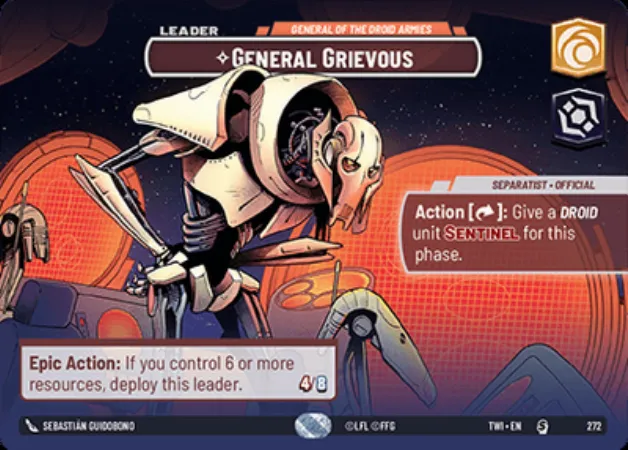 LEADER
GENERAL OF THE DROID ARMIES
GENERAL GRIEVOUS
SEPARATIST • OFFICIAL
Action [ ]: Give a DROID
unit SENTINEL for this
phase.
Epic Action: If you control 6 or more
resources, deploy this leader.
4/8
SEBASTIÁN GUIDOBONO
©LFL ©FFG
TWI • EN
S
272